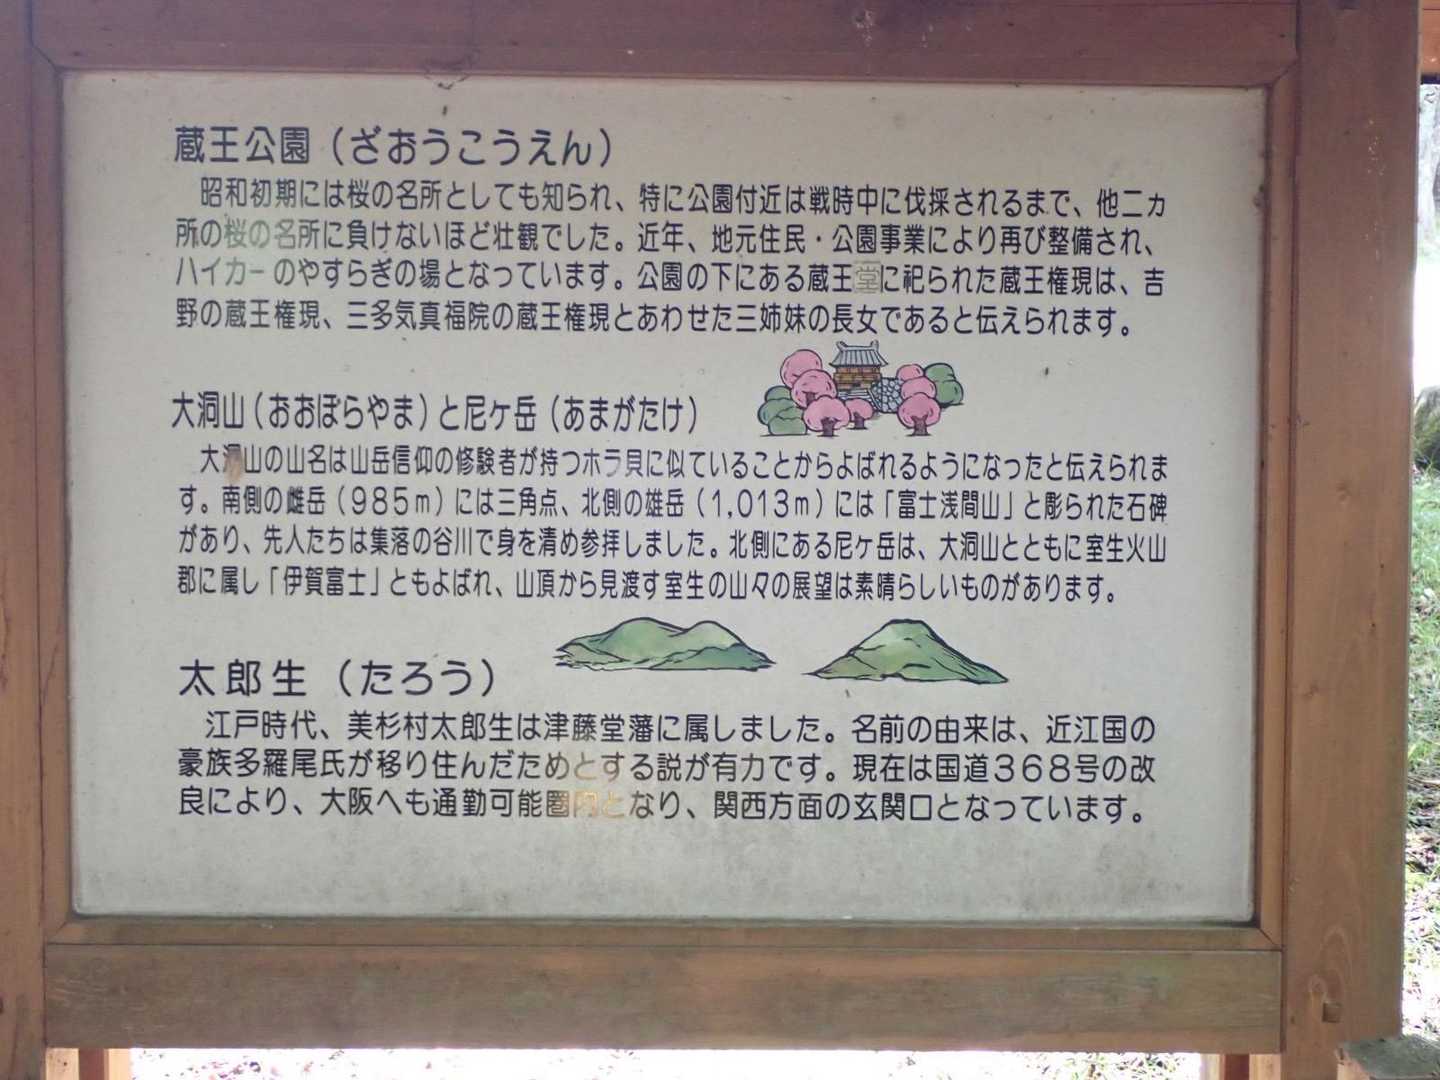 蔵王公園（ざおうこうえん）
昭和初期には桜の名所としても知られ、特に公園付近は戦時中に伐採されるまで、他二ヵ
所の桜の名所に負けないほど壮観でした。近年、地元住民・公園事業により再び整備され、
ハイカーのやすらぎの場となっています。公園の下にある蔵王堂に祀られた蔵王権現は、吉
野の蔵王権現、三多気真福院の蔵王権現とあわせた三姉妹の長女であると伝えられます。
大洞山（おおぼらやま）と尼ヶ岳（あまがたけ）
大洞山の山名は山岳信仰の修験者が持つホラ貝に似ていることからよばれるようになったと伝えられま
す。南側の雌岳（985m）には三角点、北側の雄岳（1,013m）には「富士浅間山」と彫られた石碑
があり、先人たちは集落の谷川で身を清め参拝しました。北側にある尼ヶ岳は、大洞山とともに室生火山
郡に属し「伊賀富士」ともよばれ、山頂から見渡す室生の山々の展望は素晴らしいものがあります。
太郎生（たろう）
江戸時代、美杉村太郎生は津藤堂藩に属しました。名前の由来は、近江国の
豪族多羅尾氏が移り住んだためとする説が有力です。現在は国道368号の改
良により、大阪へも通勤可能圏内となり、関西方面の玄関口となっています。